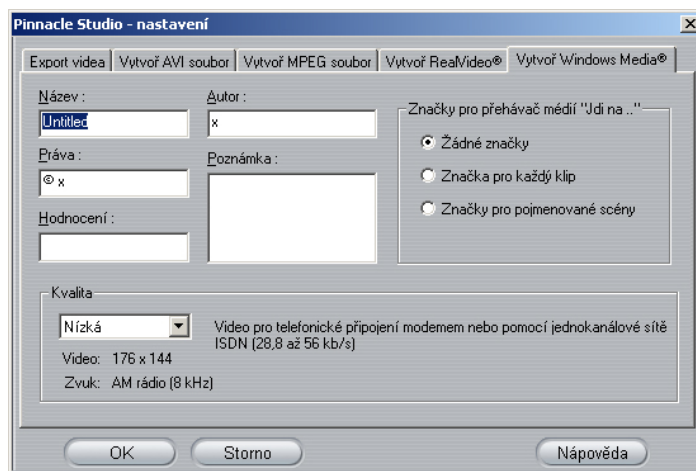 Pinnacle Studio - nastavení
Export videa Vytvoř AVI soubor Vytvoř MPEG soubor Vytvoř RealVideo® Vytvoř Windows Media®
Název :
Untitled
Autor :
x
Práva :
© x
Poznámka :
Hodnocení :
Značky pro přehávač médií "Jdi na .."
Žádné značky
Značka pro každý klip
Značky pro pojmenované scény
Kvalita
Nízká
Video pro telefonické připojení modemem nebo pomocí jednokanálové sítě
ISDN (28,8 až 56 kb/s)
Video: 176 x 144
Zvuk: AM rádio (8 kHz)
OK Storno Nápověda